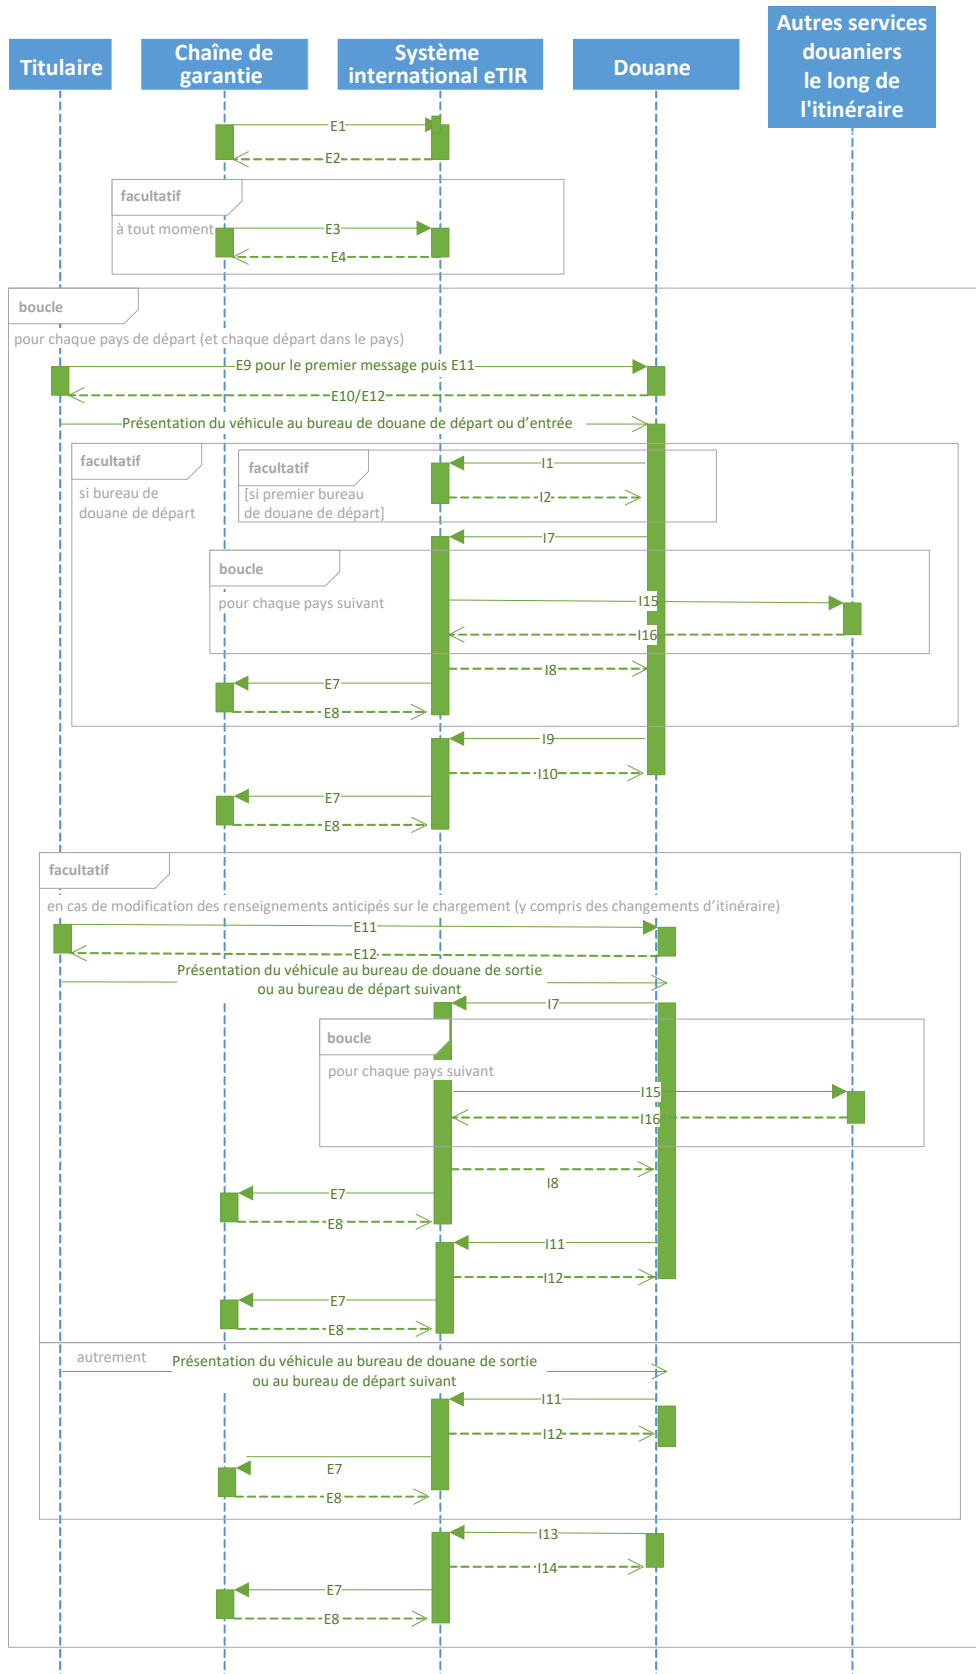 Titulaire
Chaîne de
garantie
Système
international eTIR
Douane
Autres services
douaniers
le long de
l'itinéraire
E1
E2
facultatif
à tout moment
E3
E4
boucle
pour chaque pays de départ (et chaque départ dans le pays)
E9 pour le premier message puis E11
E10/E12
Présentation du véhicule au bureau de douane de départ ou d’entrée
facultatif
si bureau de
douane de départ
facultatif
[si premier bureau
de douane de départ]
I1
I2
I7
boucle
pour chaque pays suivant
I15
I16
I8
E7
E8
I9
I10
E7
E8
facultatif
en cas de modification des renseignements anticipés sur le chargement (y compris des changements d’itinéraire)
E11
E12
Présentation du véhicule au bureau de douane de sortie
ou au bureau de départ suivant
I7
boucle
pour chaque pays suivant
I15
I16
I8
E7
E8
I11
I12
E7
E8
autrement
Présentation du véhicule au bureau de douane de sortie
ou au bureau de départ suivant
I11
I12
E7
E8
I13
I14
E7
E8